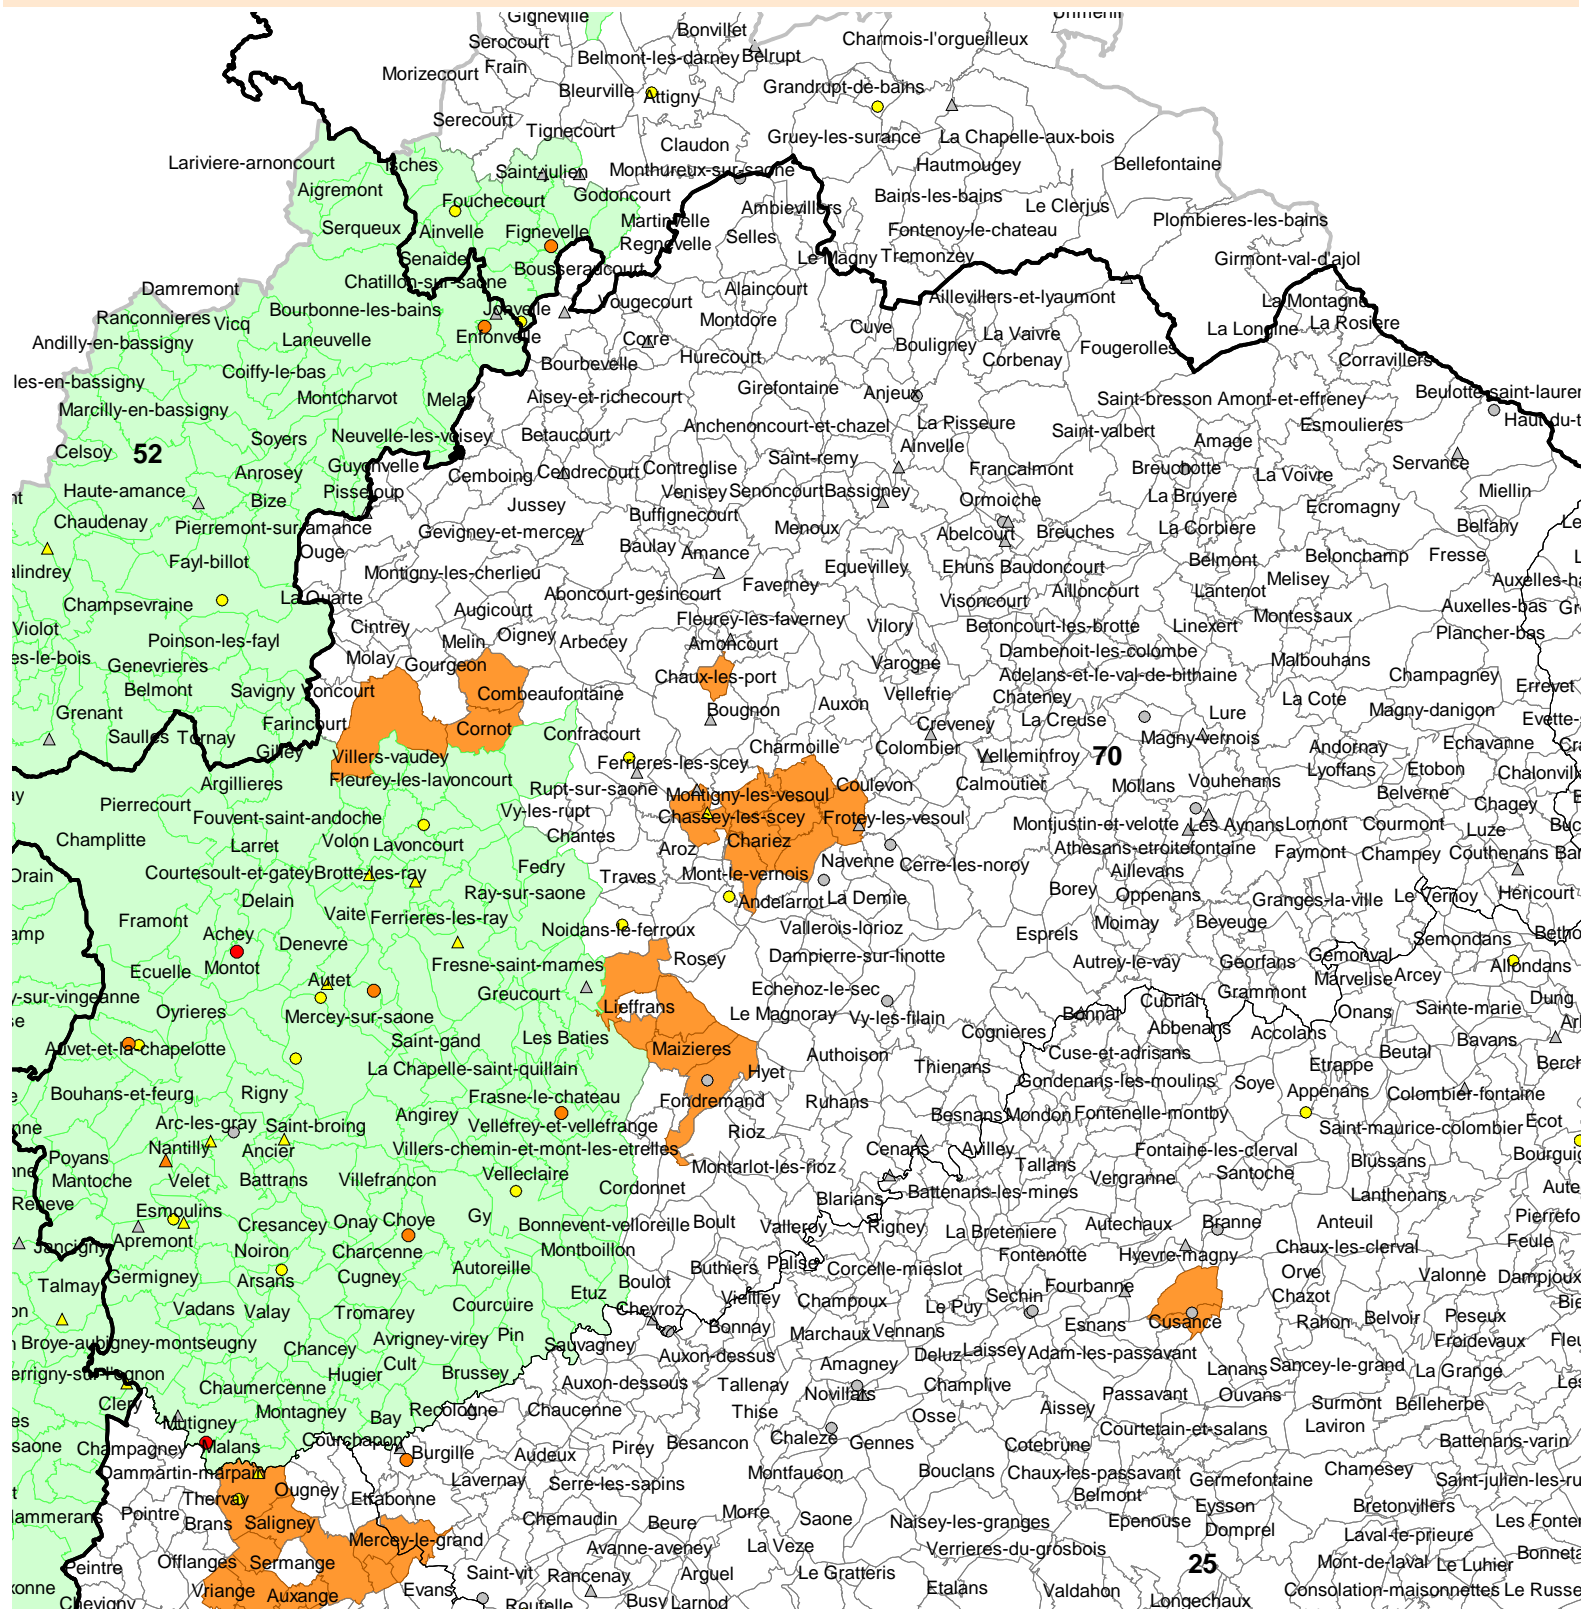 Gigneville
Bonvillet
Serocourt
Charmois-l'orgueilleux
Belmont-les-darney
Belrupt
Morizecourt
Frain
Bleurville
Attigny
Grandrupt-de-bains
Serecourt
Tignecourt
Gruey-les-surance
La Chapelle-aux-bois
Claudon
Lariviere-arnoncourt
Isches
Saint-julien
Monthureux-sur-saone
Hautmougey
Bellefontaine
Aigremont
Fouchecourt
Godoncourt
Bains-les-bains
Le Clerjus
Ambievillers
Serqueux
Ainvelle
Fignevelle
Martinvelle
Regnevelle
Selles
Fontenoy-le-chateau
Plombieres-les-bains
Senaide
Bousseraucourt
Le Magny
Tremonzey
Girmont-val-d'ajol
Chatillon-sur-saone
Damremont
Alaincourt
Aillevillers-et-lyaumont
La Montagne
Ranconnieres
Vicq
Bourbonne-les-bains
Jonvelle
Vougecourt
Montdore
Cuve
La Vaivre
La Longine
La Rosiere
Andilly-en-bassigny
Laneuvelle
Enfonvelle
Corre
Hurecourt
Bouligney
Corbenay
Fougerolles
Corravillers
Bourbevelle
les-en-bassigny
Coiffy-le-bas
Montcharvot
Melay
Aisey-et-richecourt
Girefontaine
Anjeux
Saint-bresson
Amont-et-effreney
Beulotte-saint-laurent
Marcilly-en-bassigny
Anchenoncourt-et-chazel
La Pisseure
Saint-valbert
Esmoulieres
Haut-du-t
Soyers
Neuvelle-les-voisey
Betaucourt
Ainvelle
Amage
Celsoy
52
Anrosey
Guyonvelle
Cemboing
Cendrecourt
Contreglise
Saint-remy
Francalmont
Breuchotte
La Voivre
Servance
Haute-amance
Bize
Pisseloup
Jussey
Venisey
Senoncourt
Bassigney
Ormoiche
La Bruyere
Miellin
Chaudenay
Pierremont-sur-amance
Gevigney-et-mercey
Buffignecourt
Menoux
Abelcourt
Breuches
La Corbiere
Ecromagny
Belfahy
Ouge
Baulay
Amance
alindrey
Fayl-billot
Montigny-les-cherlieu
Equevilley
Ehuns
Baudoncourt
Belmont
Belonchamp
Fresse
Champsevraine
La Quarte
Aboncourt-gesincourt
Faverney
Visoncourt
Ailloncourt
Lantenot
Melisey
Auxelles-ha
Violot
Cintrey
Augicourt
Fleurey-les-faverney
Vilory
Betoncourt-les-brotte
Linexert
Montessaux
Auxelles-bas
Poinson-les-fayl
Melin
Oigney
Arbecey
Amoncourt
Dambenoit-les-colombe
Plancher-bas
es-le-bois
Genevrieres
Molay
Gourgeon
Chaux-les-port
Varogne
Adelans-et-le-val-de-bithaine
Malbouhans
Champagney
Belmont
Savigny
oncourt
Combeaufontaine
Vellefrie
Chateney
La Cote
Errevet
Grenant
Farincourt
Cornot
Confracourt
Bougnon
Auxon
Creveney
La Creuse
Lure
Magny-danigon
Evette-
Saulles
Tornay
Gilley
Villers-vaudey
Charmoille
Colombier
Velleminfroy
70
Magny-vernois
Andornay
Echavanne
Ferrieres-les-scey
Argillieres
Fleurey-les-lavoncourt
Rupt-sur-saone
Montigny-les-vesoul
Coulevon
Calmoutier
Mollans
Vouhenans
Lyoffans
Etobon
Chalonvilla
Pierrecourt
Fouvent-saint-andoche
Vy-les-rupt
Chassey-les-scey
Frotey-les-vesoul
Montjustin-et-velotte
Les Aynans
Lomont
Belverne
Chagey
Champlitte
Larret
Volon
Lavoncourt
Chantes
Aroz
Chariez
Navenne
Cerre-les-noroy
Athesans-etroitefontaine
Faymont
Courmont
Champey
Luze
Couthenans
Orain
Courtesoult-et-gatey
Brotte-les-ray
Fedry
Traves
Mont-le-vernois
Aillevans
Delain
Ray-sur-saone
Andelarrot
La Demie
Borey
Oppenans
Granges-la-ville
Le Vernoy
Hericourt
Framont
Vaite
Ferrieres-les-ray
Noidans-le-ferroux
Vallerois-lorioz
Esprels
Moimay
Beveuge
Semondans
Achey
Denevre
Ecuelle
Montot
Fresne-saint-mames
Rosey
Dampierre-sur-linotte
Autrey-le-vay
Georfans
Gemonval
Marvelise
Arcey
Allondans
y-sur-vingeanne
Autet
Greucourt
Lieffrans
Echenoz-le-sec
Cubrial
Grammont
Dung
Oyrieres
Mercey-sur-saone
Le Magnoray
Vy-les-filain
Bonnal
Onans
Sainte-marie
Auvet-et-la-chapelotte
Saint-gand
Les Baties
Maizieres
Authoison
Cognieres
Abbenans
Accolans
Bavans
La Chapelle-saint-quillain
Hyet
Thienans
Cuse-et-adrisans
Etrappe
Beutal
Bouhans-et-feurg
Rigny
Frasne-le-chateau
Fondremand
Ruhans
Gondenans-les-moulins
Soye
Appenans
Colombier-fontaine
Arc-les-gray
Saint-broing
Angirey
Vellefrey-et-vellefrange
Rioz
Besnans
Mondon
Fontenelle-montby
Saint-maurice-colombier
Ecot
Nantilly
Ancier
Villers-chemin-et-mont-les-etrelles
Cenans
Avilley
Fontaine-les-clerval
Poyans
Velleclaire
Montarlot-les-rioz
Tallans
Vergranne
Santoche
Blussans
Mantoche
Velet
Battrans
Villefrancon
Cordonnet
Blarians
Battenans-les-mines
Lanthenans
Reneve
Esmoulins
Cresancey
Onay
Choye
Gy
Bonnevent-velloreille
Boult
Vallerey
Rigney
La Breteniere
Autechaux
Branne
Anteuil
Jancigny
Apremont
Noiron
Charcenne
Montboillon
Fontenotte
Hyevre-magny
Chaux-les-clerval
Feule
Talmay
Germigney
Arsans
Cugney
Autoreille
Boulot
Buthiers
Palise
Corcelle-mieslot
Fourbanne
Orve
Valonne
Dampjoux
Vadans
Valay
Tromarey
Courcuire
Etuz
Chevroz
Vieilley
Champoux
Le Puy
Sechin
Chazot
Broye-aubigney-montseugny
Chancey
Avrigney-virey
Pin
Sauvagney
Bonnay
Marchaux
Vennans
Esnans
Cusance
Rahon
Belvoir
Peseux
Froidevaux
Cult
Auxon-dessus
Deluz
Laissey
Adam-les-passavant
errigny-sur-l'ognon
Hugier
Brussey
Amagney
Lanans
Sancey-le-grand
La Grange
Chaumercenne
Auxon-dessous
Tallenay
Novillars
Champlive
Passavant
Ouvans
Clery
Montagney
Bay
Recologne
Chaucenne
Thise
Osse
Aissey
Surmont
Belleherbe
Mutigney
Malans
Courchapon
Chaleze
Courtetain-et-salans
Laviron
saone
Champagney
Burgille
Audeux
Pirey
Besancon
Gennes
Cotebrune
Battenans-varin
Dammartin-marpain
Ougney
Lavernay
Serre-les-sapins
Montfaucon
Bouclans
Chaux-les-passavant
Germefontaine
Chamesey
Saint-julien-les-ru
Thervay
Etrabonne
Belmont
lammerans
Pointre
Brans
Saligney
Chemaudin
Beure
Morre
Saone
Naisey-les-granges
Epenouse
Eysson
Bretonvillers
Mercey-le-grand
Domprel
Laval-le-prieure
Peintre
Offlanges
Sermange
Avanne-aveney
La Veze
Verrieres-du-grosbois
Saint-vit
Rancenay
Arguel
Le Gratteris
25
Mont-de-laval
Le Luhier
Vriange
Auxange
Evans
Etalans
Valdahon
Consolation-maisonnettes
Le Russe
Chevigny
Routelle
Busy
Larnod
Longechaux